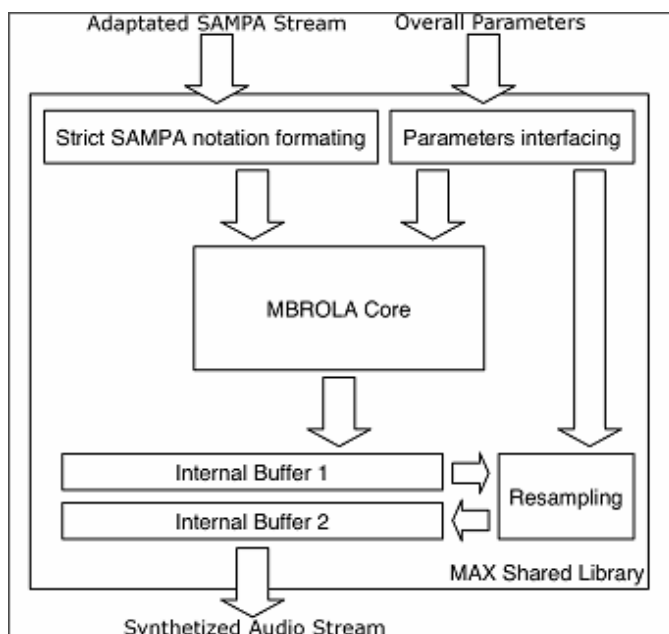 Adaptated SAMPA Stream
Overall Parameters
Strict SAMPA notation formating
Parameters interfacing
MBROLA Core
Internal Buffer 1
Internal Buffer 2
Resampling
MAX Shared Library
Synthetized Audio Stream